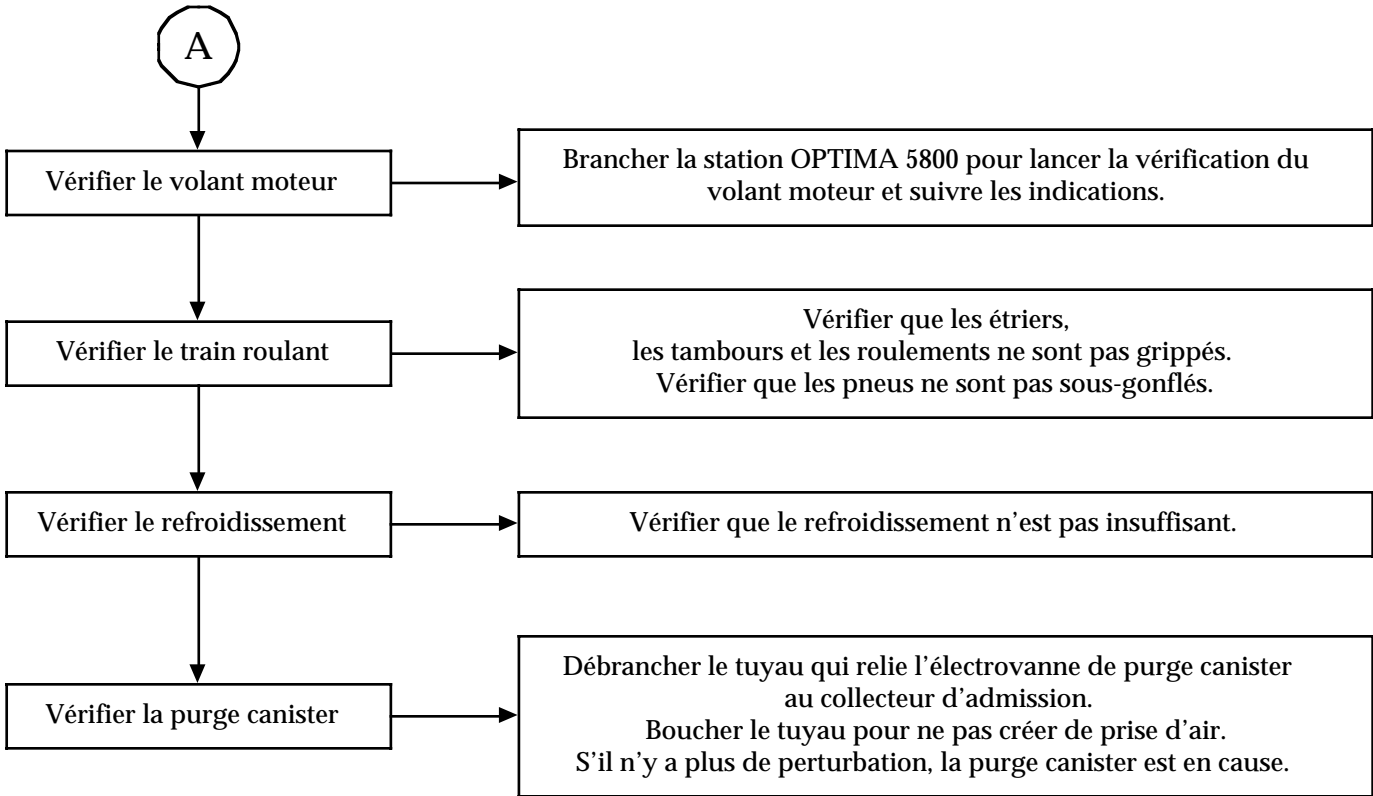 A
Vérifier le volant moteur
Brancher la station OPTIMA 5800 pour lancer la vérification du
volant moteur et suivre les indications.
Vérifier le train roulant
Vérifier que les étriers,
les tambours et les roulements ne sont pas grippés.
Vérifier que les pneus ne sont pas sous-gonflés.
Vérifier le refroidissement
Vérifier que le refroidissement n'est pas insuffisant.
Vérifier la purge canister
Débrancher le tuyau qui relie l'électrovanne de purge canister
au collecteur d'admission.
Boucher le tuyau pour ne pas créer de prise d'air.
S'il n'y a plus de perturbation, la purge canister est en cause.